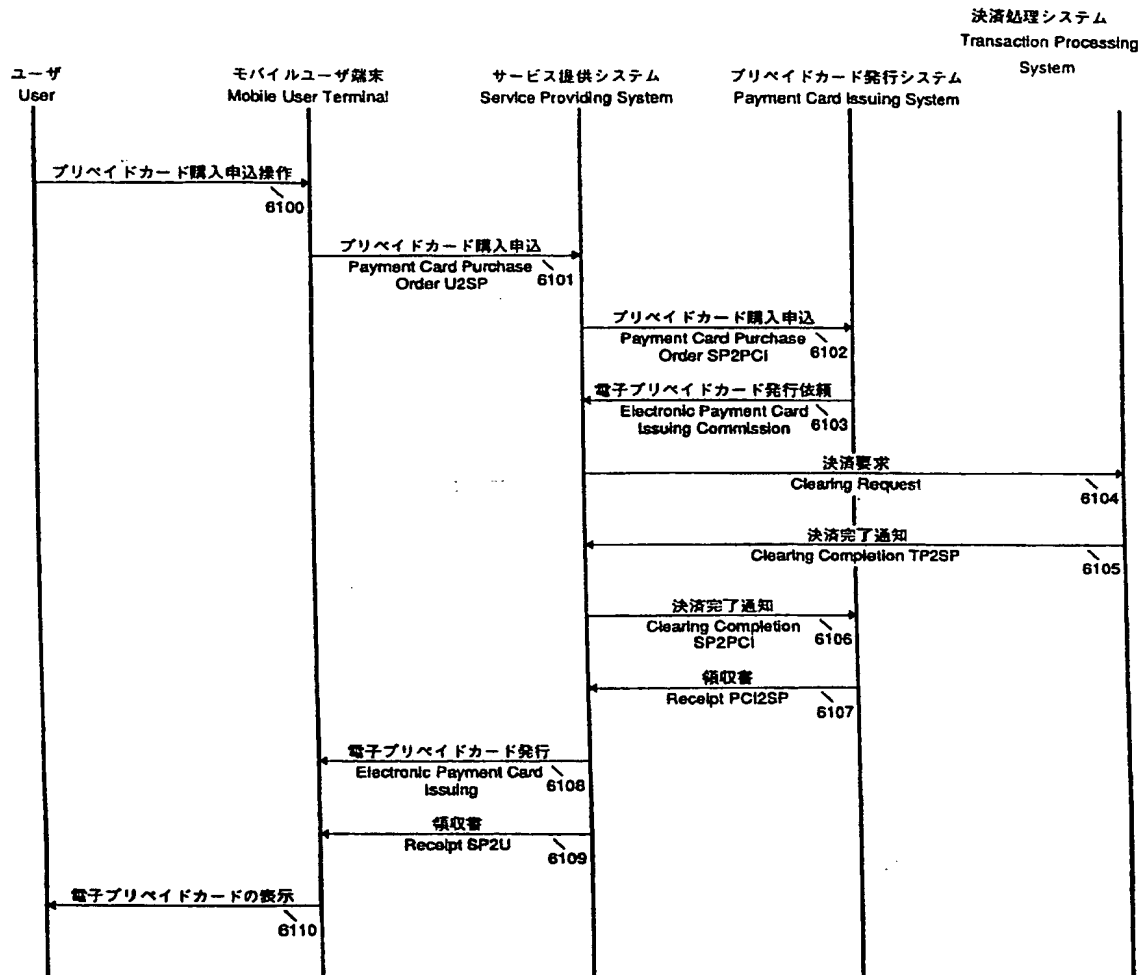 決済処理システム
Transaction Processing
System
ユーザ
User
モバイルユーザ端末
Mobile User Terminal
サービス提供システム
Service Providing System
プリペイドカード発行システム
Payment Card Issuing System
プリペイドカード購入申込操作
6100
プリペイドカード購入申込
Payment Card Purchase
Order U2SP
6101
プリペイドカード購入申込
Payment Card Purchase
Order SP2PCI
6102
電子プリペイドカード発行依頼
Electronic Payment Card
Issuing Commission
6103
決済要求
Clearing Request
6104
決済完了通知
Clearing Completion TP2SP
6105
決済完了通知
Clearing Completion
SP2PCI
6106
領収書
Receipt PCI2SP
6107
電子プリペイドカード発行
Electronic Payment Card
Issuing
6108
領収書
Receipt SP2U
6109
電子プリペイドカードの表示
6110